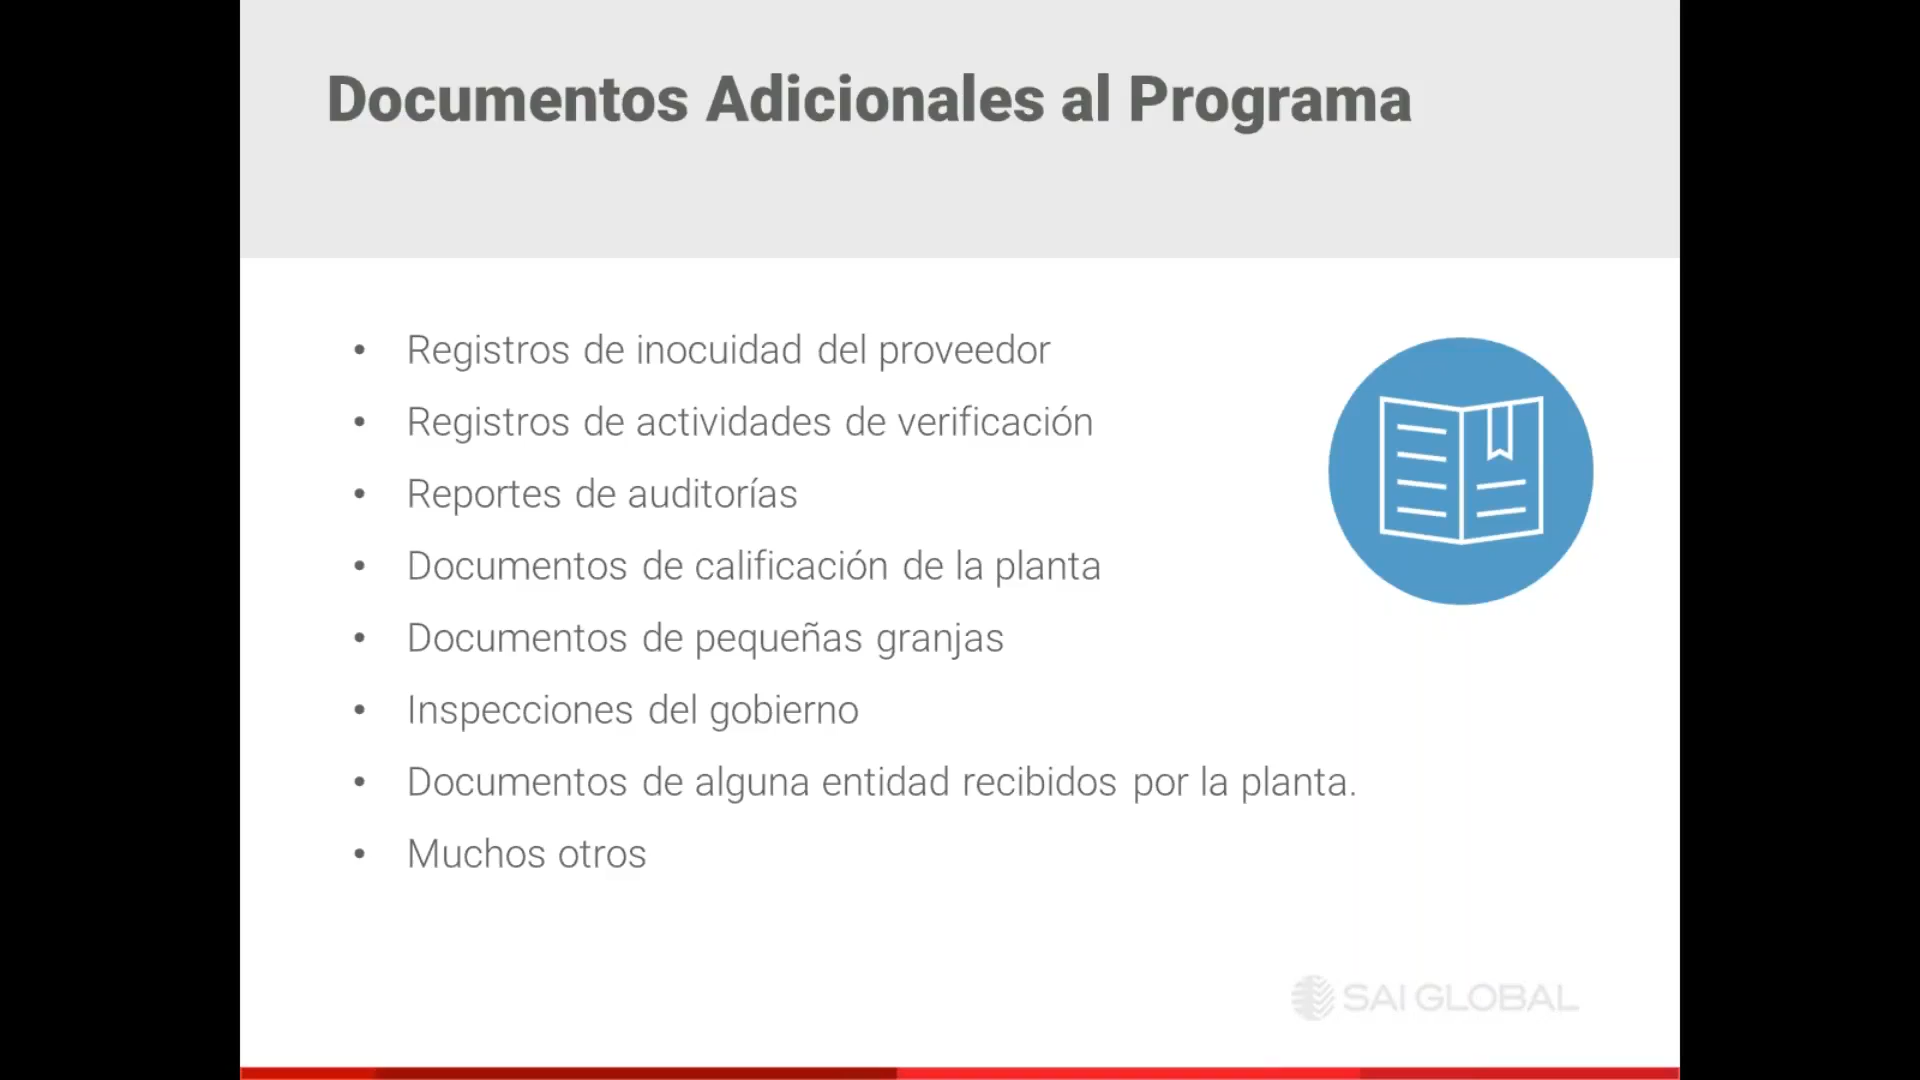 Documentos Adicionales al Programa
• Registros de inocuidad del proveedor
• Registros de actividades de verificación
• Reportes de auditorías
• Documentos de calificación de la planta
• Documentos de pequeñas granjas
• Inspecciones del gobierno
• Documentos de alguna entidad recibidos por la planta.
• Muchos otros
SAI GLOBAL